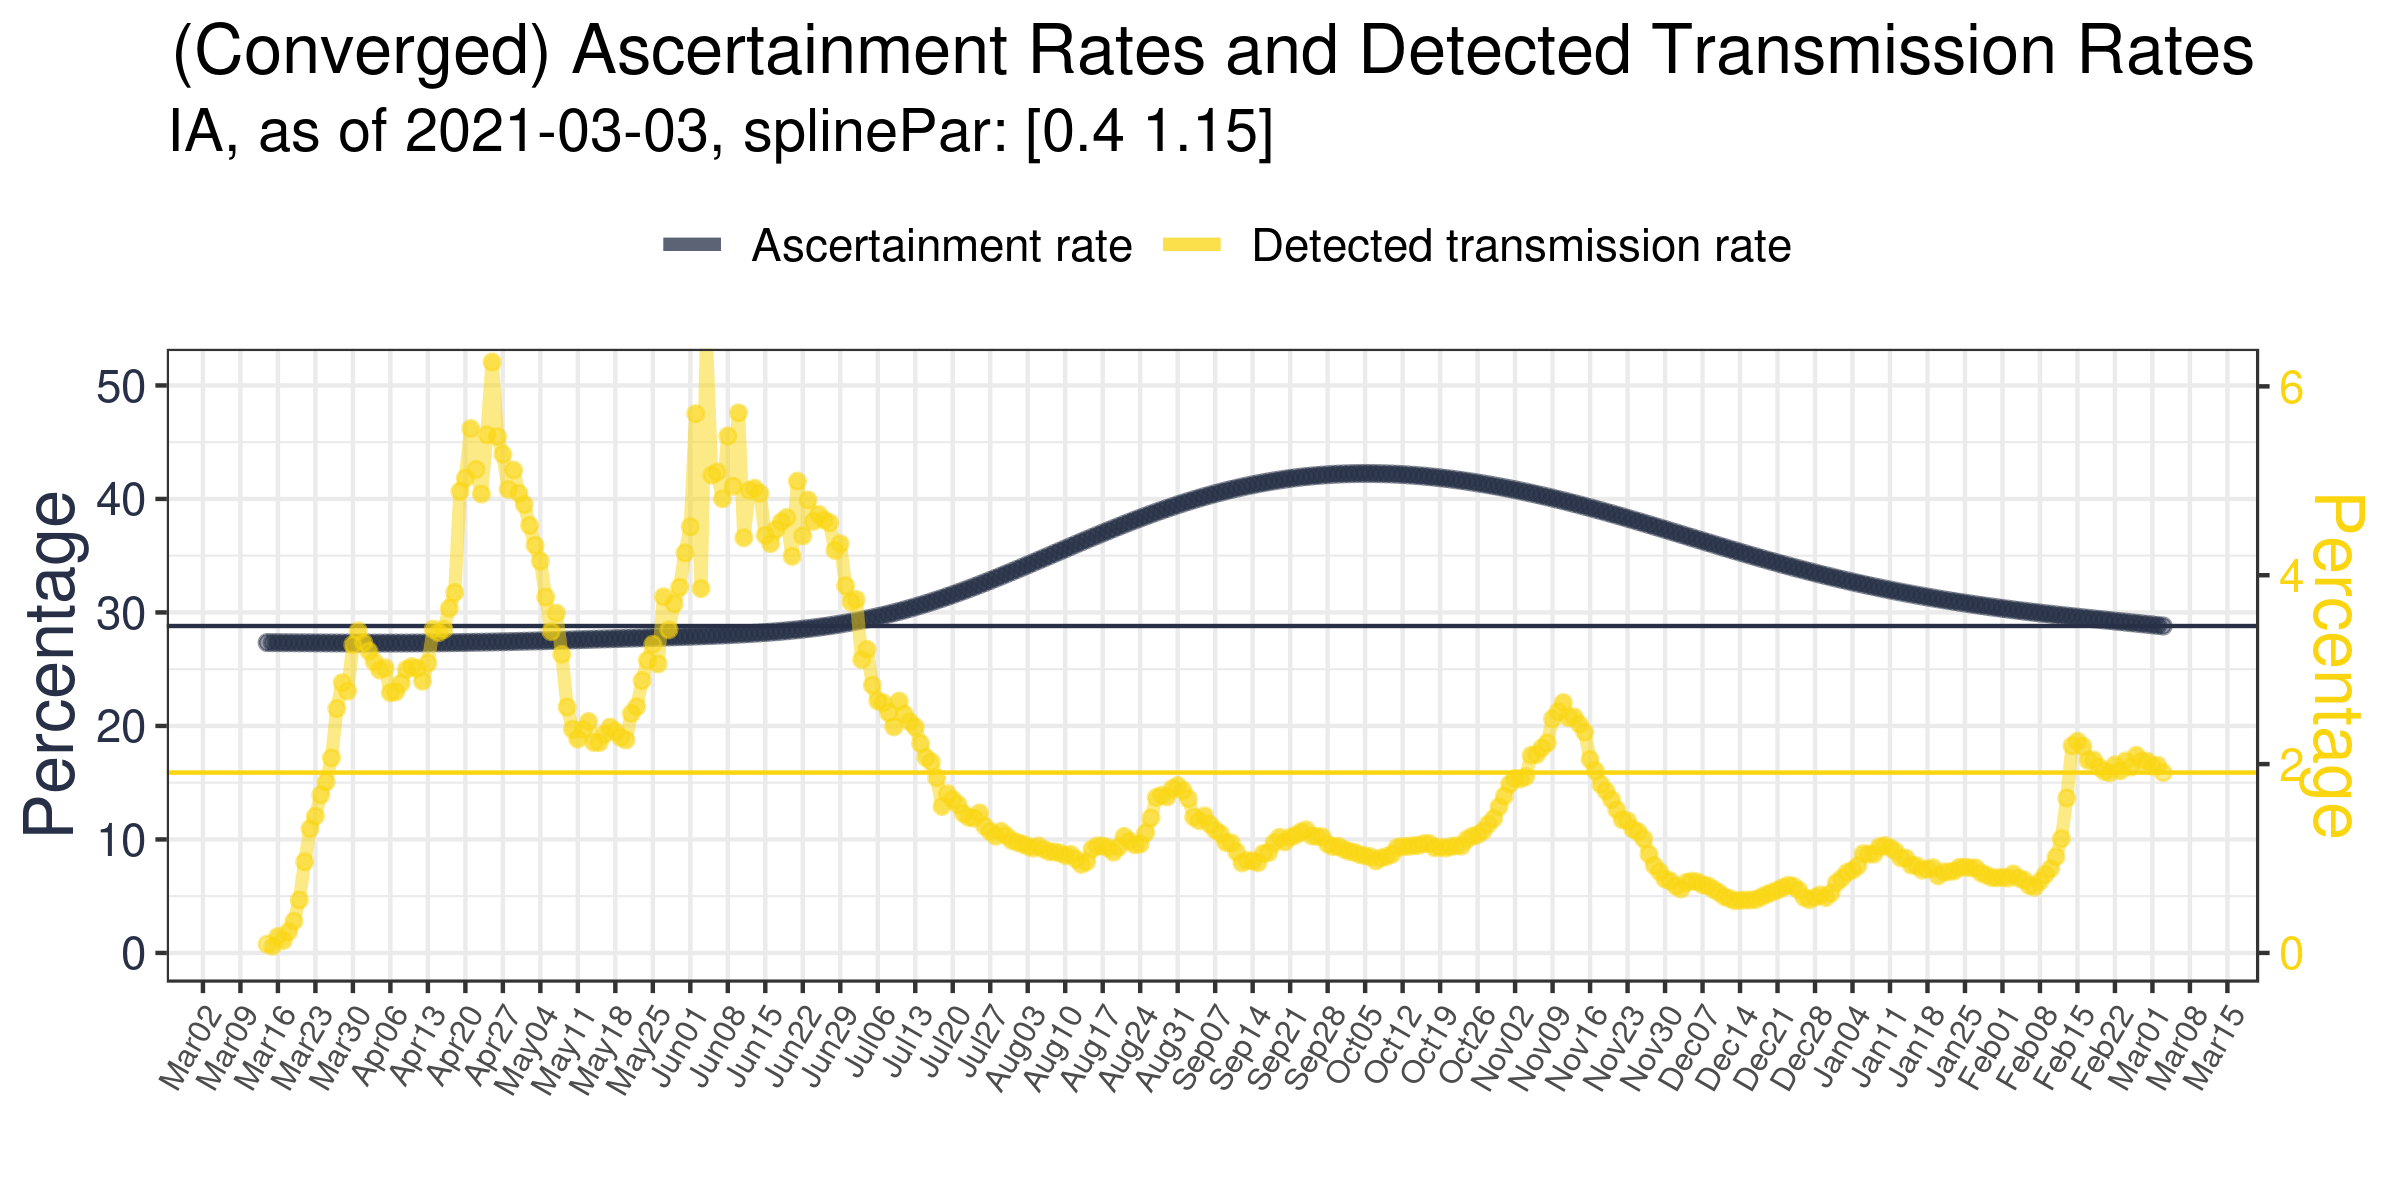 (Converged) Ascertainment Rates and Detected Transmission Rates
IA, as of 2021-03-03, splinePar: [0.4 1.15]
Ascertainment rate
Detected transmission rate
Percentage
50
40
30
20
10
0
6
4
2
0
Percentage
Mar02
Mar09
Mar16
Mar23
Mar30
Apr06
Apr13
Apr20
Apr27
May04
May11
May18
May25
Jun01
Jun08
Jun15
Jun22
Jun29
Jul06
Jul13
Jul20
Jul27
Aug03
Aug10
Aug17
Aug24
Aug31
Sep07
Sep14
Sep21
Sep28
Oct05
Oct12
Oct19
Oct26
Nov02
Nov09
Nov16
Nov23
Nov30
Dec07
Dec14
Dec21
Dec28
Jan04
Jan11
Jan18
Jan25
Feb01
Feb08
Feb15
Feb22
Mar01
Mar08
Mar15